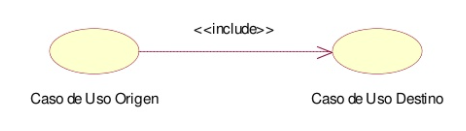 <<include>>
Caso de Uso Origen
Caso de Uso Destino